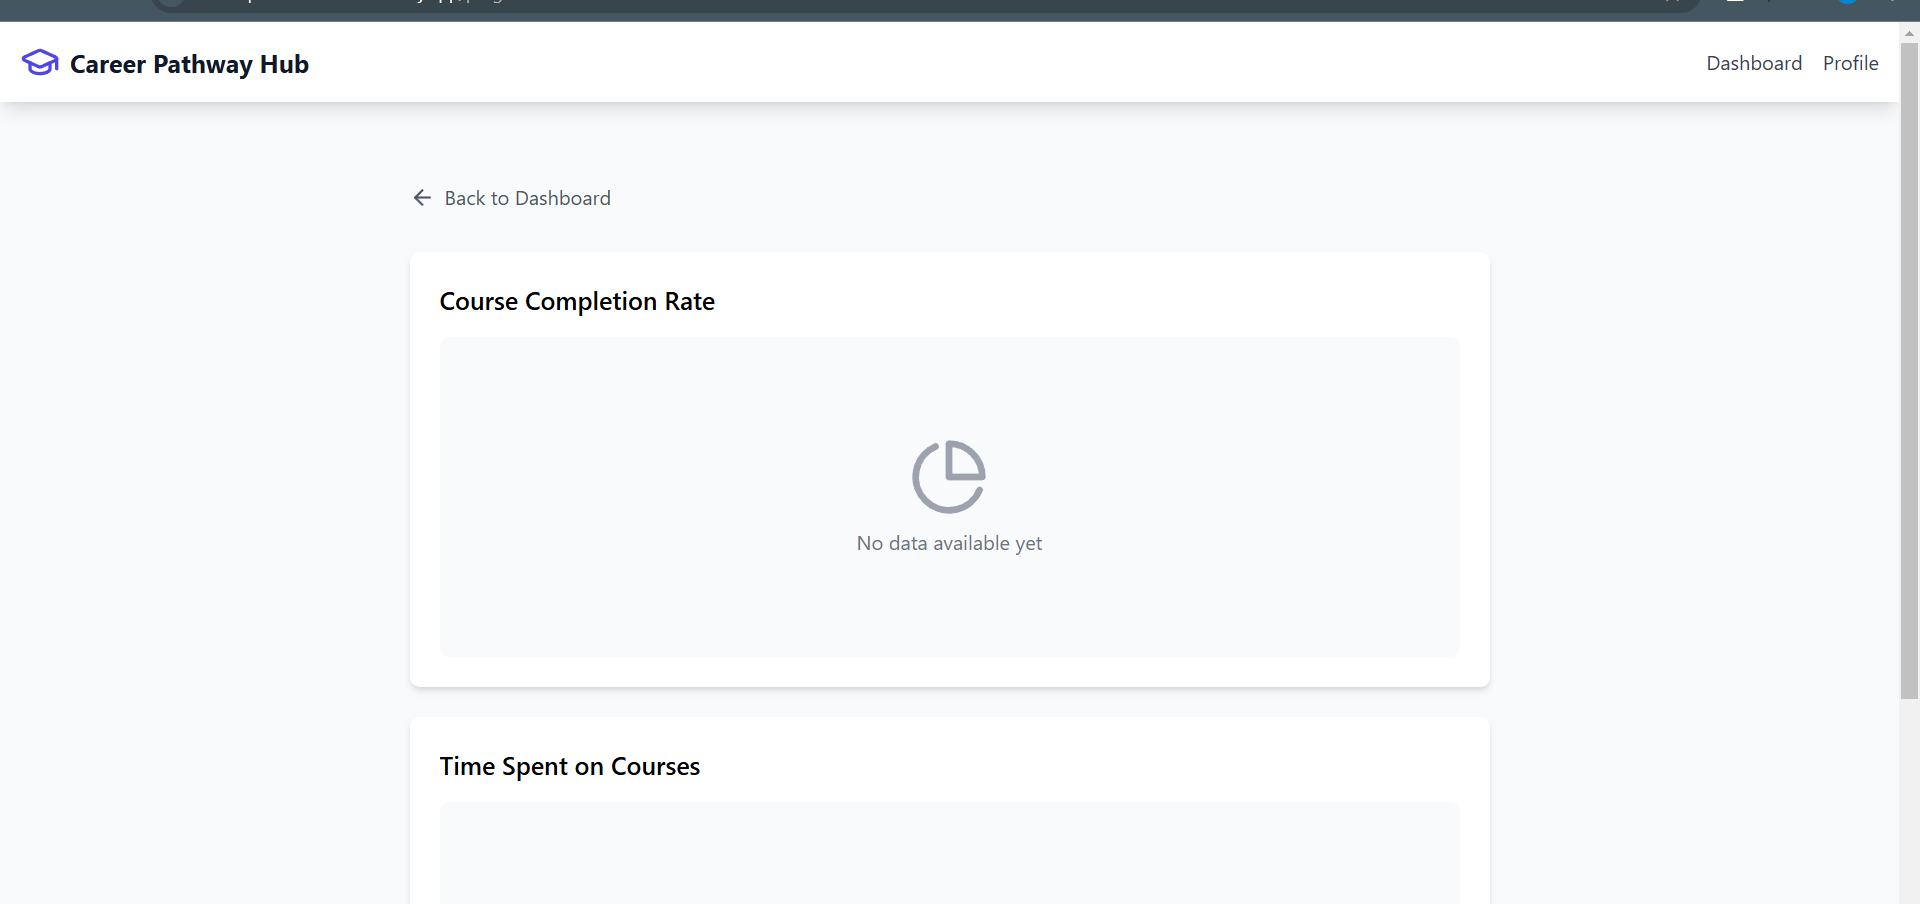 Career Pathway Hub
Dashboard Profile
Back to Dashboard
Course Completion Rate
No data available yet
Time Spent on Courses